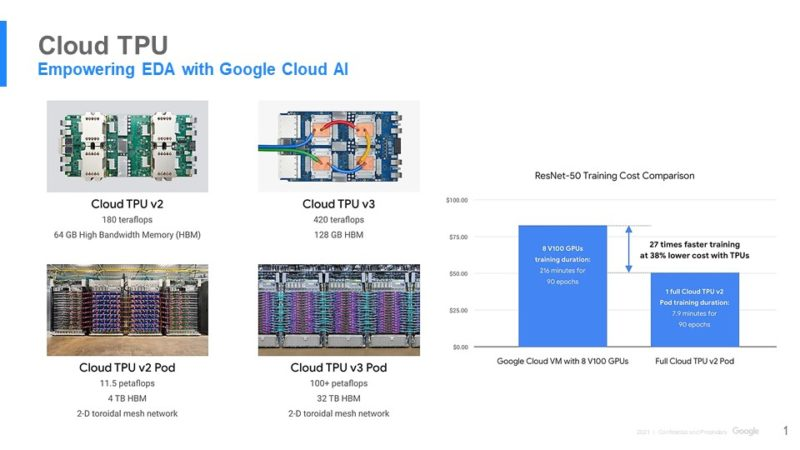 Cloud TPU
Empowering EDA with Google Cloud AI
Cloud TPU v2
180 teraflops
64 GB High Bandwidth Memory (HBM)
Cloud TPU v3
420 teraflops
128 GB HBM
Cloud TPU v2 Pod
11.5 petaflops
4 TB HBM
2-D toroidal mesh network
Cloud TPU v3 Pod
100+ petaflops
32 TB HBM
2-D toroidal mesh network
ResNet-50 Training Cost Comparison
$100.00
$75.00
$50.00
$25.00
$0.00
8 V100 GPUs
training duration:
216 minutes for
90 epochs
27 times faster training
at 38% lower cost with TPUs
1 full Cloud TPU v2
Pod training duration:
7.9 minutes for
90 epochs
Google Cloud VM with 8 V100 GPUs
Full Cloud TPU v2 Pod
2021 | Confidential and Proprietary
Google
1